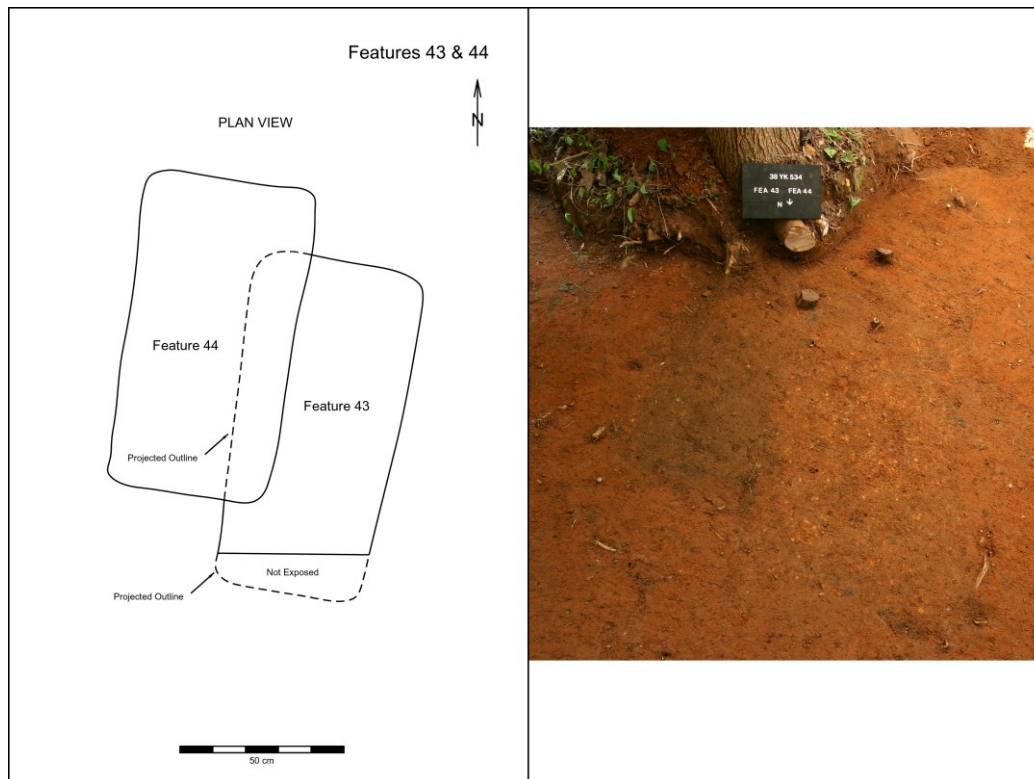 Features 43 & 44
N
PLAN VIEW
Feature 44
Feature 43
Projected Outline
Not Exposed
Projected Outline
50 cm
38 YK 534
FEA 43 FEA 44
N